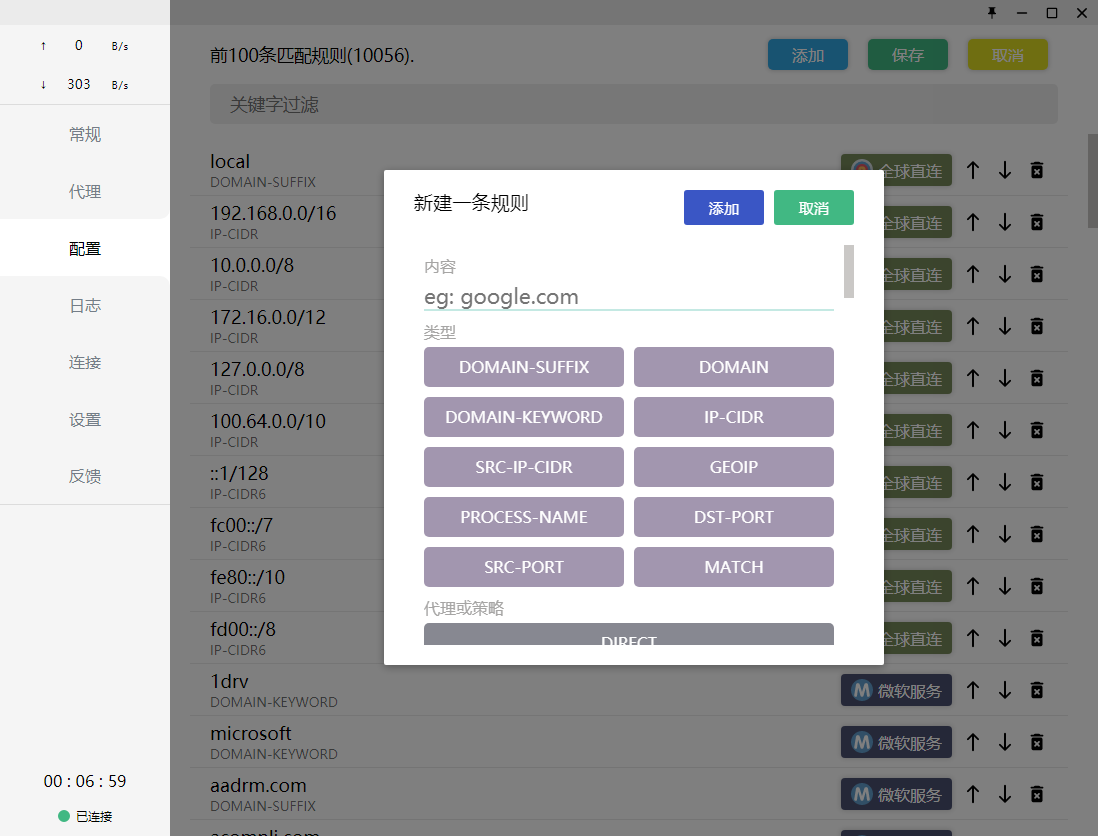 ↑ 0 B/s
↓ 303 B/s
常规
代理
配置
日志
连接
设置
反馈
00 : 06 : 59
已连接
前100条匹配规则(10056).
添加
保存
取消
关键字过滤
local
DOMAIN-SUFFIX
全球直连
192.168.0.0/16
IP-CIDR
全球直连
10.0.0.0/8
IP-CIDR
全球直连
172.16.0.0/12
IP-CIDR
全球直连
127.0.0.0/8
IP-CIDR
全球直连
100.64.0.0/10
IP-CIDR
全球直连
::1/128
IP-CIDR6
全球直连
fc00::/7
IP-CIDR6
全球直连
fe80::/10
IP-CIDR6
全球直连
fd00::/8
IP-CIDR6
全球直连
1drv
DOMAIN-KEYWORD
M 微软服务
microsoft
DOMAIN-KEYWORD
M 微软服务
aadrm.com
DOMAIN-SUFFIX
M 微软服务
新建一条规则
添加
取消
内容
eg: google.com
类型
DOMAIN-SUFFIX
DOMAIN
DOMAIN-KEYWORD
IP-CIDR
SRC-IP-CIDR
GEOIP
PROCESS-NAME
DST-PORT
SRC-PORT
MATCH
代理或策略
DIRECT